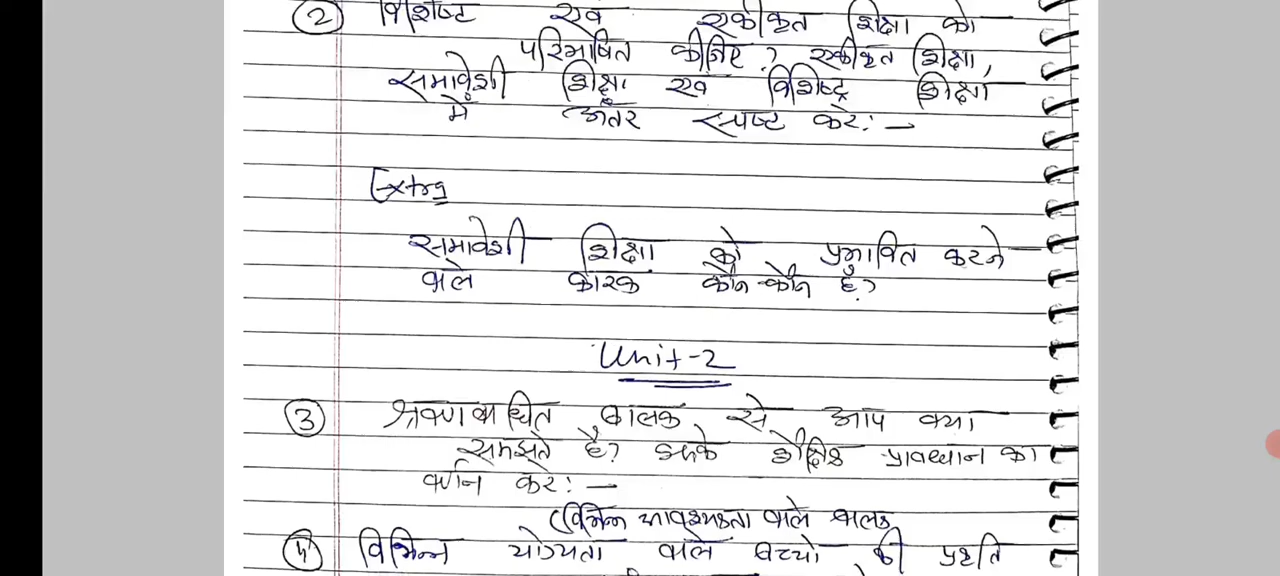 ② विशिष्ट एवं एकीकृत शिक्षा को
परिभाषित कीजिए? एकीकृत शिक्षा,
समावेशी शिक्षा एवं विशिष्ट शिक्षा
में अंतर स्पष्ट करें:-
Extra
समावेशी शिक्षा को प्रभावित करने
वाले कारक कौन-कौन है?
Unit-2
③ श्रवण बाधित बालक से आप क्या
समझते है? इनके शैक्षिक प्रावधान का
वर्णन करें:-
(विभिन्न आवश्यकता वाले बालक
④ विभिन्न योग्यता वाले बच्चों की प्रकृति